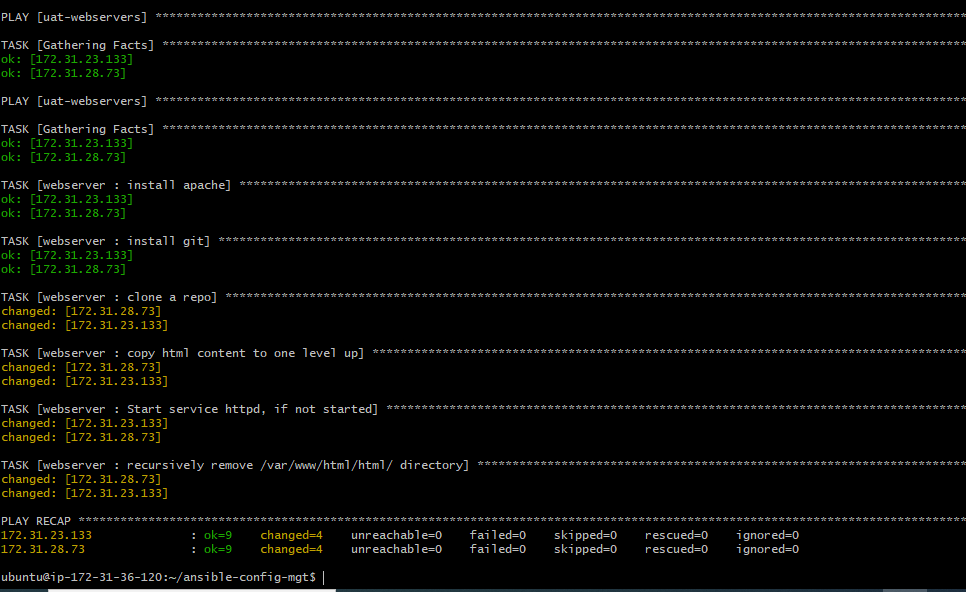 PLAY [uat-webservers] ******************************************************************************************************************
TASK [Gathering Facts] *****************************************************************************************************************
ok: [172.31.23.133]
ok: [172.31.28.73]
PLAY [uat-webservers] ******************************************************************************************************************
TASK [Gathering Facts] *****************************************************************************************************************
ok: [172.31.23.133]
ok: [172.31.28.73]
TASK [webserver : install apache] ******************************************************************************************************
ok: [172.31.23.133]
ok: [172.31.28.73]
TASK [webserver : install git] *********************************************************************************************************
ok: [172.31.23.133]
ok: [172.31.28.73]
TASK [webserver : clone a repo] ********************************************************************************************************
changed: [172.31.28.73]
changed: [172.31.23.133]
TASK [webserver : copy html content to one level up] ***********************************************************************************
changed: [172.31.28.73]
changed: [172.31.23.133]
TASK [webserver : Start service httpd, if not started] *********************************************************************************
changed: [172.31.23.133]
changed: [172.31.28.73]
TASK [webserver : recursively remove /var/www/html/html/ directory] ********************************************************************
changed: [172.31.28.73]
changed: [172.31.23.133]
PLAY RECAP *****************************************************************************************************************************
172.31.23.133 : ok=9 changed=4 unreachable=0 failed=0 skipped=0 rescued=0 ignored=0
172.31.28.73 : ok=9 changed=4 unreachable=0 failed=0 skipped=0 rescued=0 ignored=0
ubuntu@ip-172-31-36-120:~/ansible-config-mgt$